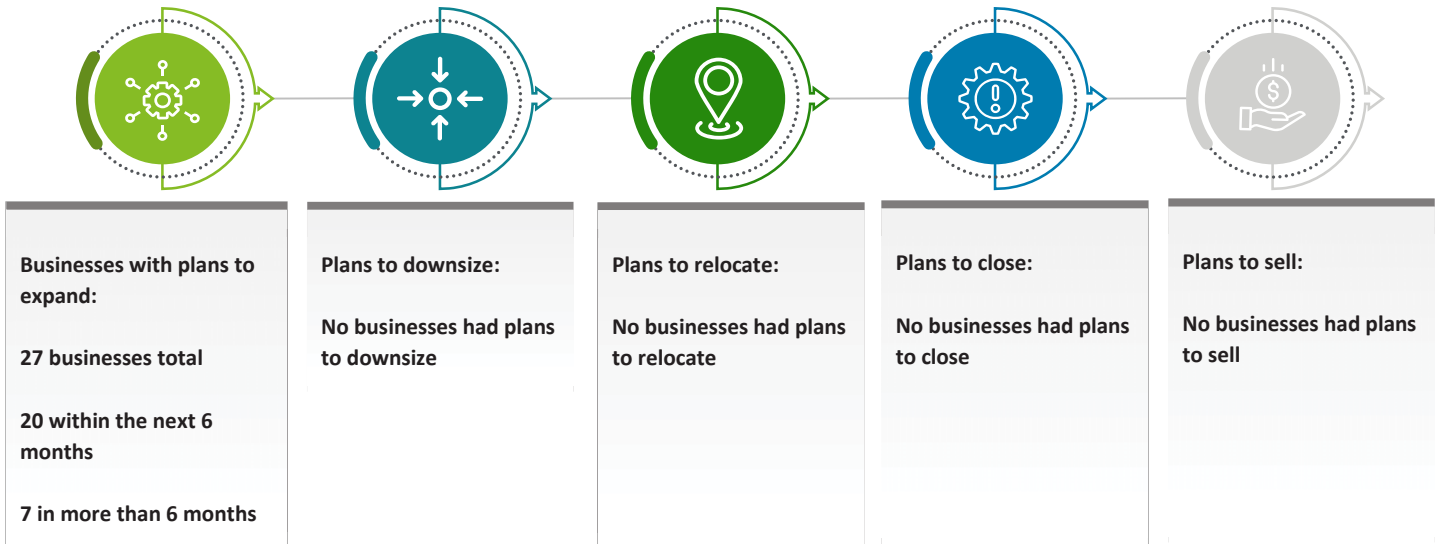 Businesses with plans to
expand:
27 businesses total
20 within the next 6
months
7 in more than 6 months
Plans to downsize:
No businesses had plans
to downsize
Plans to relocate:
No businesses had plans
to relocate
Plans to close:
No businesses had plans
to close
Plans to sell:
No businesses had plans
to sell
$